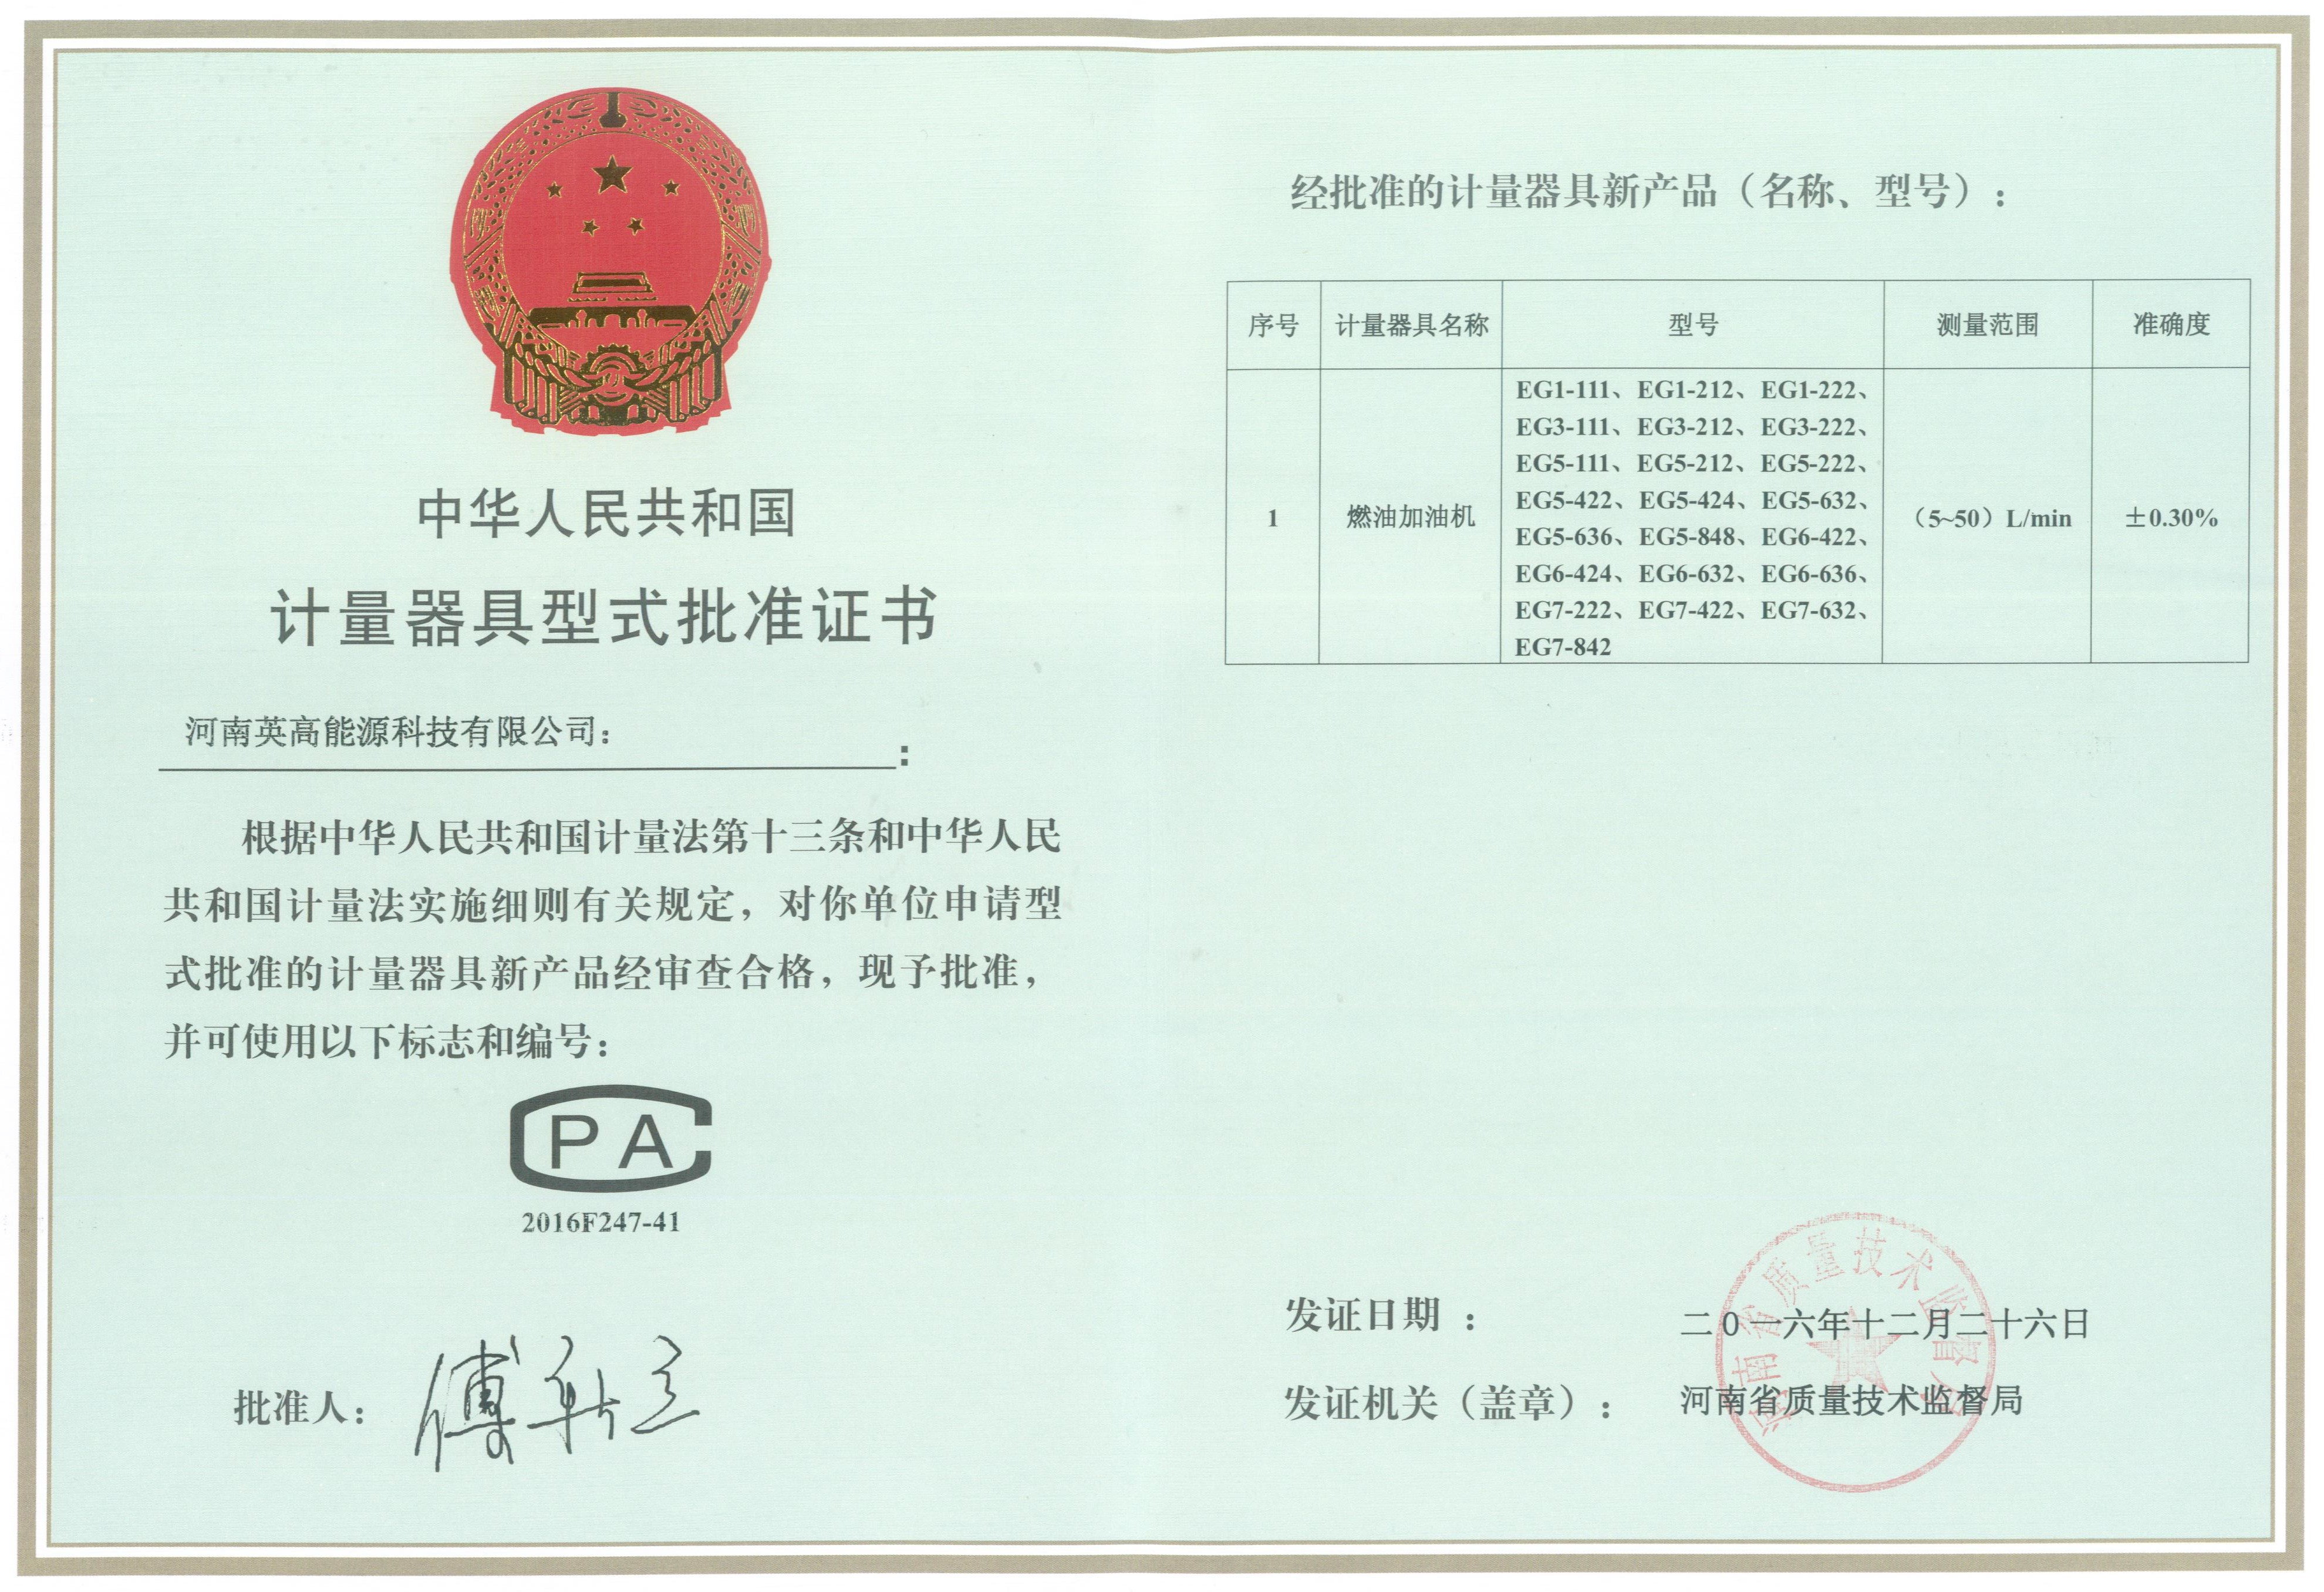 中华人民共和国
计量器具型式批准证书
河南英高能源科技有限公司：
：
根据中华人民共和国计量法第十三条和中华人民
共和国计量法实施细则有关规定，对你单位申请型
式批准的计量器具新产品经审查合格，现予批准，
并可使用以下标志和编号：
CPA
2016F247-41
批准人：
经批准的计量器具新产品（名称、型号）：
序号 计量器具名称 型号 测量范围 准确度
EG1-111、EG1-212、EG1-222、
EG3-111、EG3-212、EG3-222、
EG5-111、EG5-212、EG5-222、
EG5-422、EG5-424、EG5-632、
1 燃油加油机 （5~50）L/min ±0.30%
EG5-636、EG5-848、EG6-422、
EG6-424、EG6-632、EG6-636、
EG7-222、EG7-422、EG7-632、
EG7-842
发证日期 ： 二0一六年十二月二十六日
发证机关（盖章）： 河南省质量技术监督局
河南省质量技术监督局